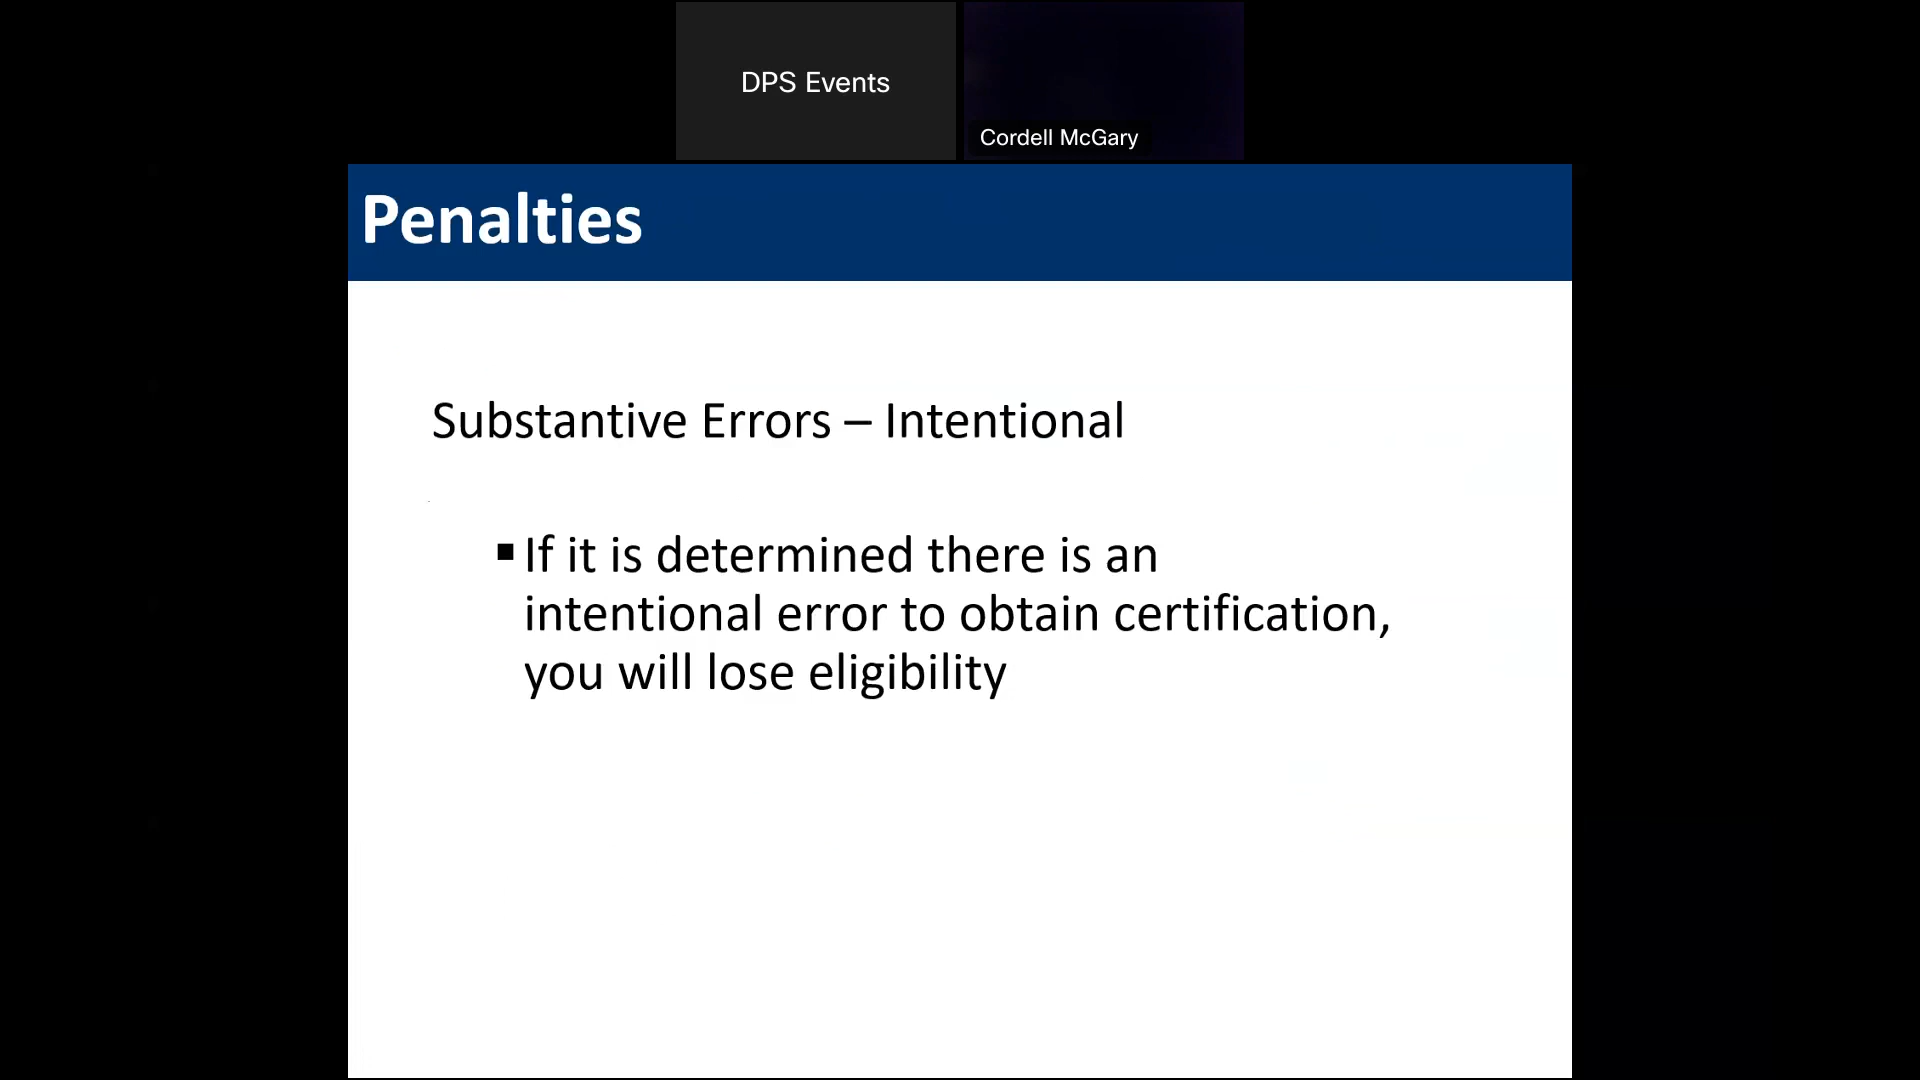 DPS Events
Cordell McGary
Penalties
Substantive Errors – Intentional
▪If it is determined there is an
intentional error to obtain certification,
you will lose eligibility